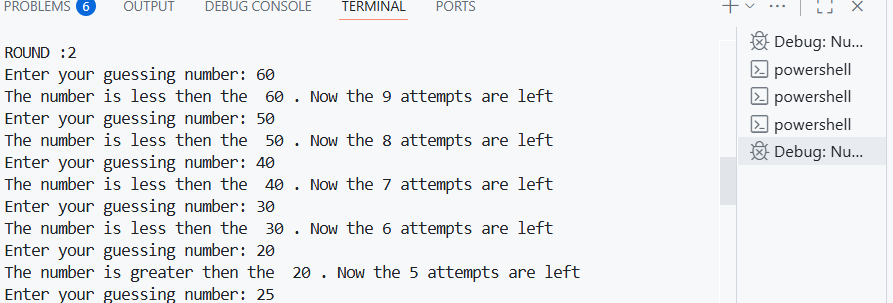 PROBLEMS 6 OUTPUT DEBUG CONSOLE TERMINAL PORTS
ROUND :2
Enter your guessing number: 60
The number is less then the  60 . Now the 9 attempts are left
Enter your guessing number: 50
The number is less then the  50 . Now the 8 attempts are left
Enter your guessing number: 40
The number is less then the  40 . Now the 7 attempts are left
Enter your guessing number: 30
The number is less then the  30 . Now the 6 attempts are left
Enter your guessing number: 20
The number is greater then the  20 . Now the 5 attempts are left
Enter your guessing number: 25
Debug: Nu...
powershell
powershell
powershell
Debug: Nu...